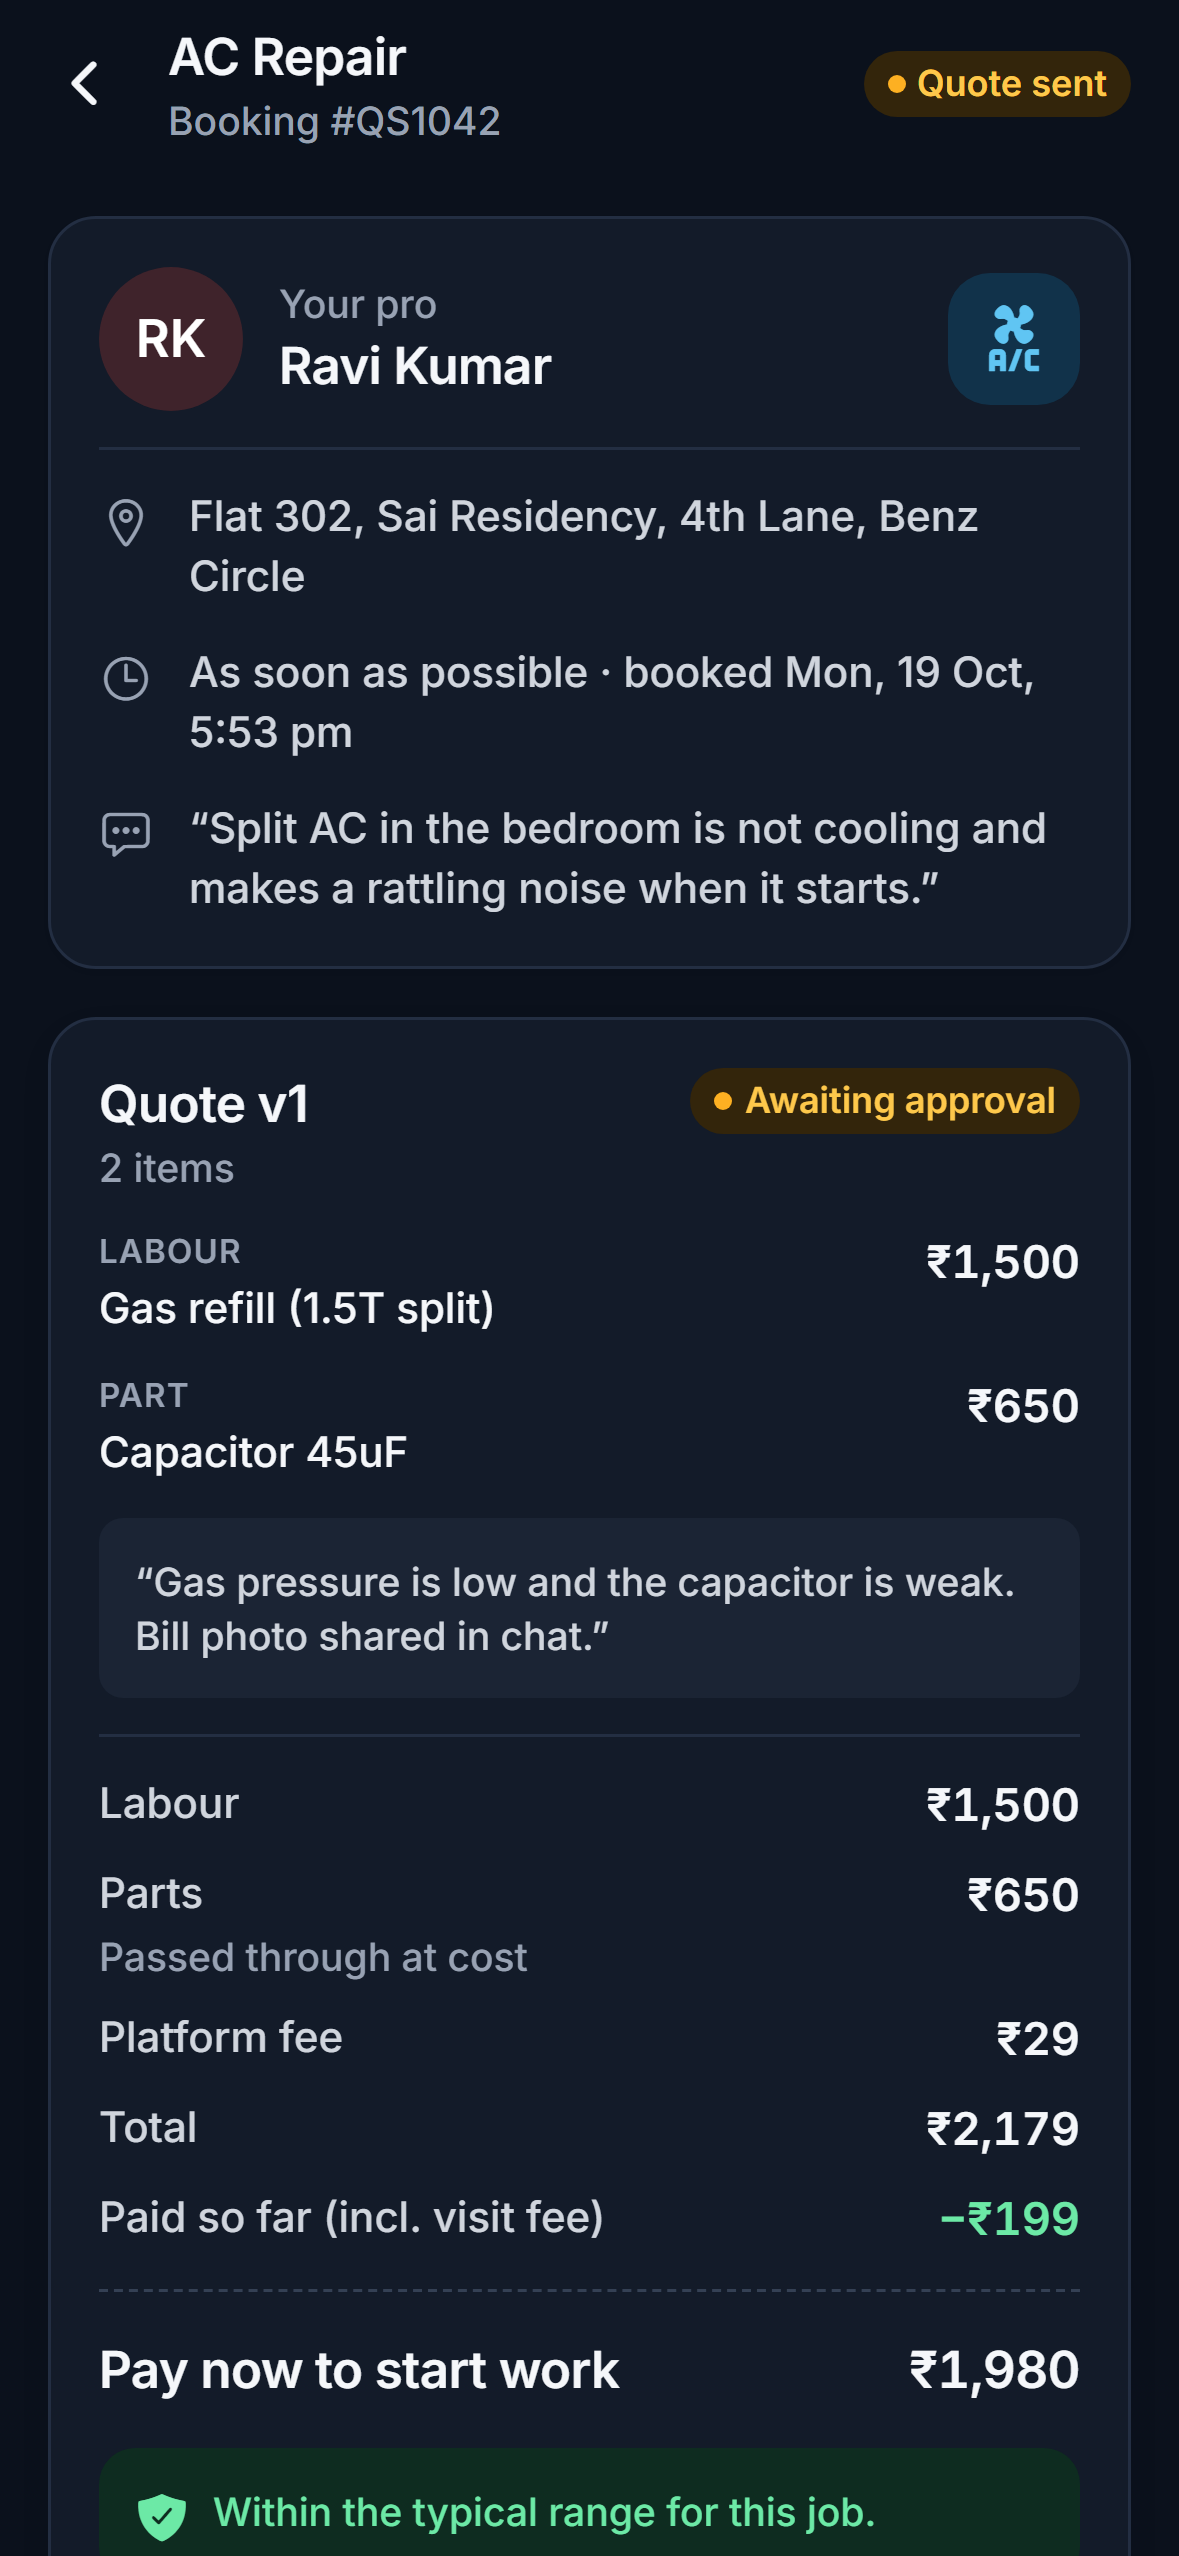 AC Repair
Booking #QS1042
Quote sent
RK
Your pro
Ravi Kumar
A/C
Flat 302, Sai Residency, 4th Lane, Benz
Circle
As soon as possible · booked Mon, 19 Oct,
5:53 pm
“Split AC in the bedroom is not cooling and
makes a rattling noise when it starts.”
Quote v1
Awaiting approval
2 items
LABOUR
₹1,500
Gas refill (1.5T split)
PART
₹650
Capacitor 45uF
“Gas pressure is low and the capacitor is weak.
Bill photo shared in chat.”
Labour ₹1,500
Parts ₹650
Passed through at cost
Platform fee ₹29
Total ₹2,179
Paid so far (incl. visit fee) −₹199
Pay now to start work ₹1,980
Within the typical range for this job.